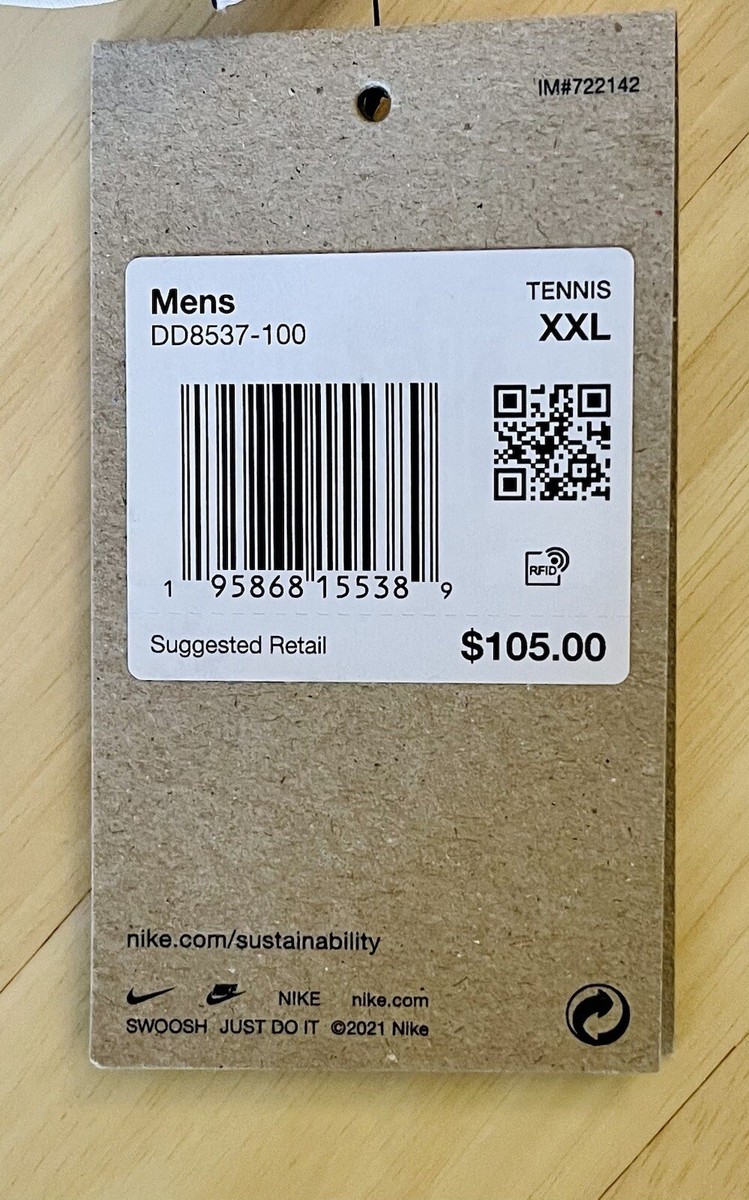 IM#722142
Mens TENNIS
DD8537-100 XXL
RFID
1 95868 15538 9
Suggested Retail $105.00
nike.com/sustainability
NIKE nike.com
SWOOSH JUST DO IT ©2021 Nike